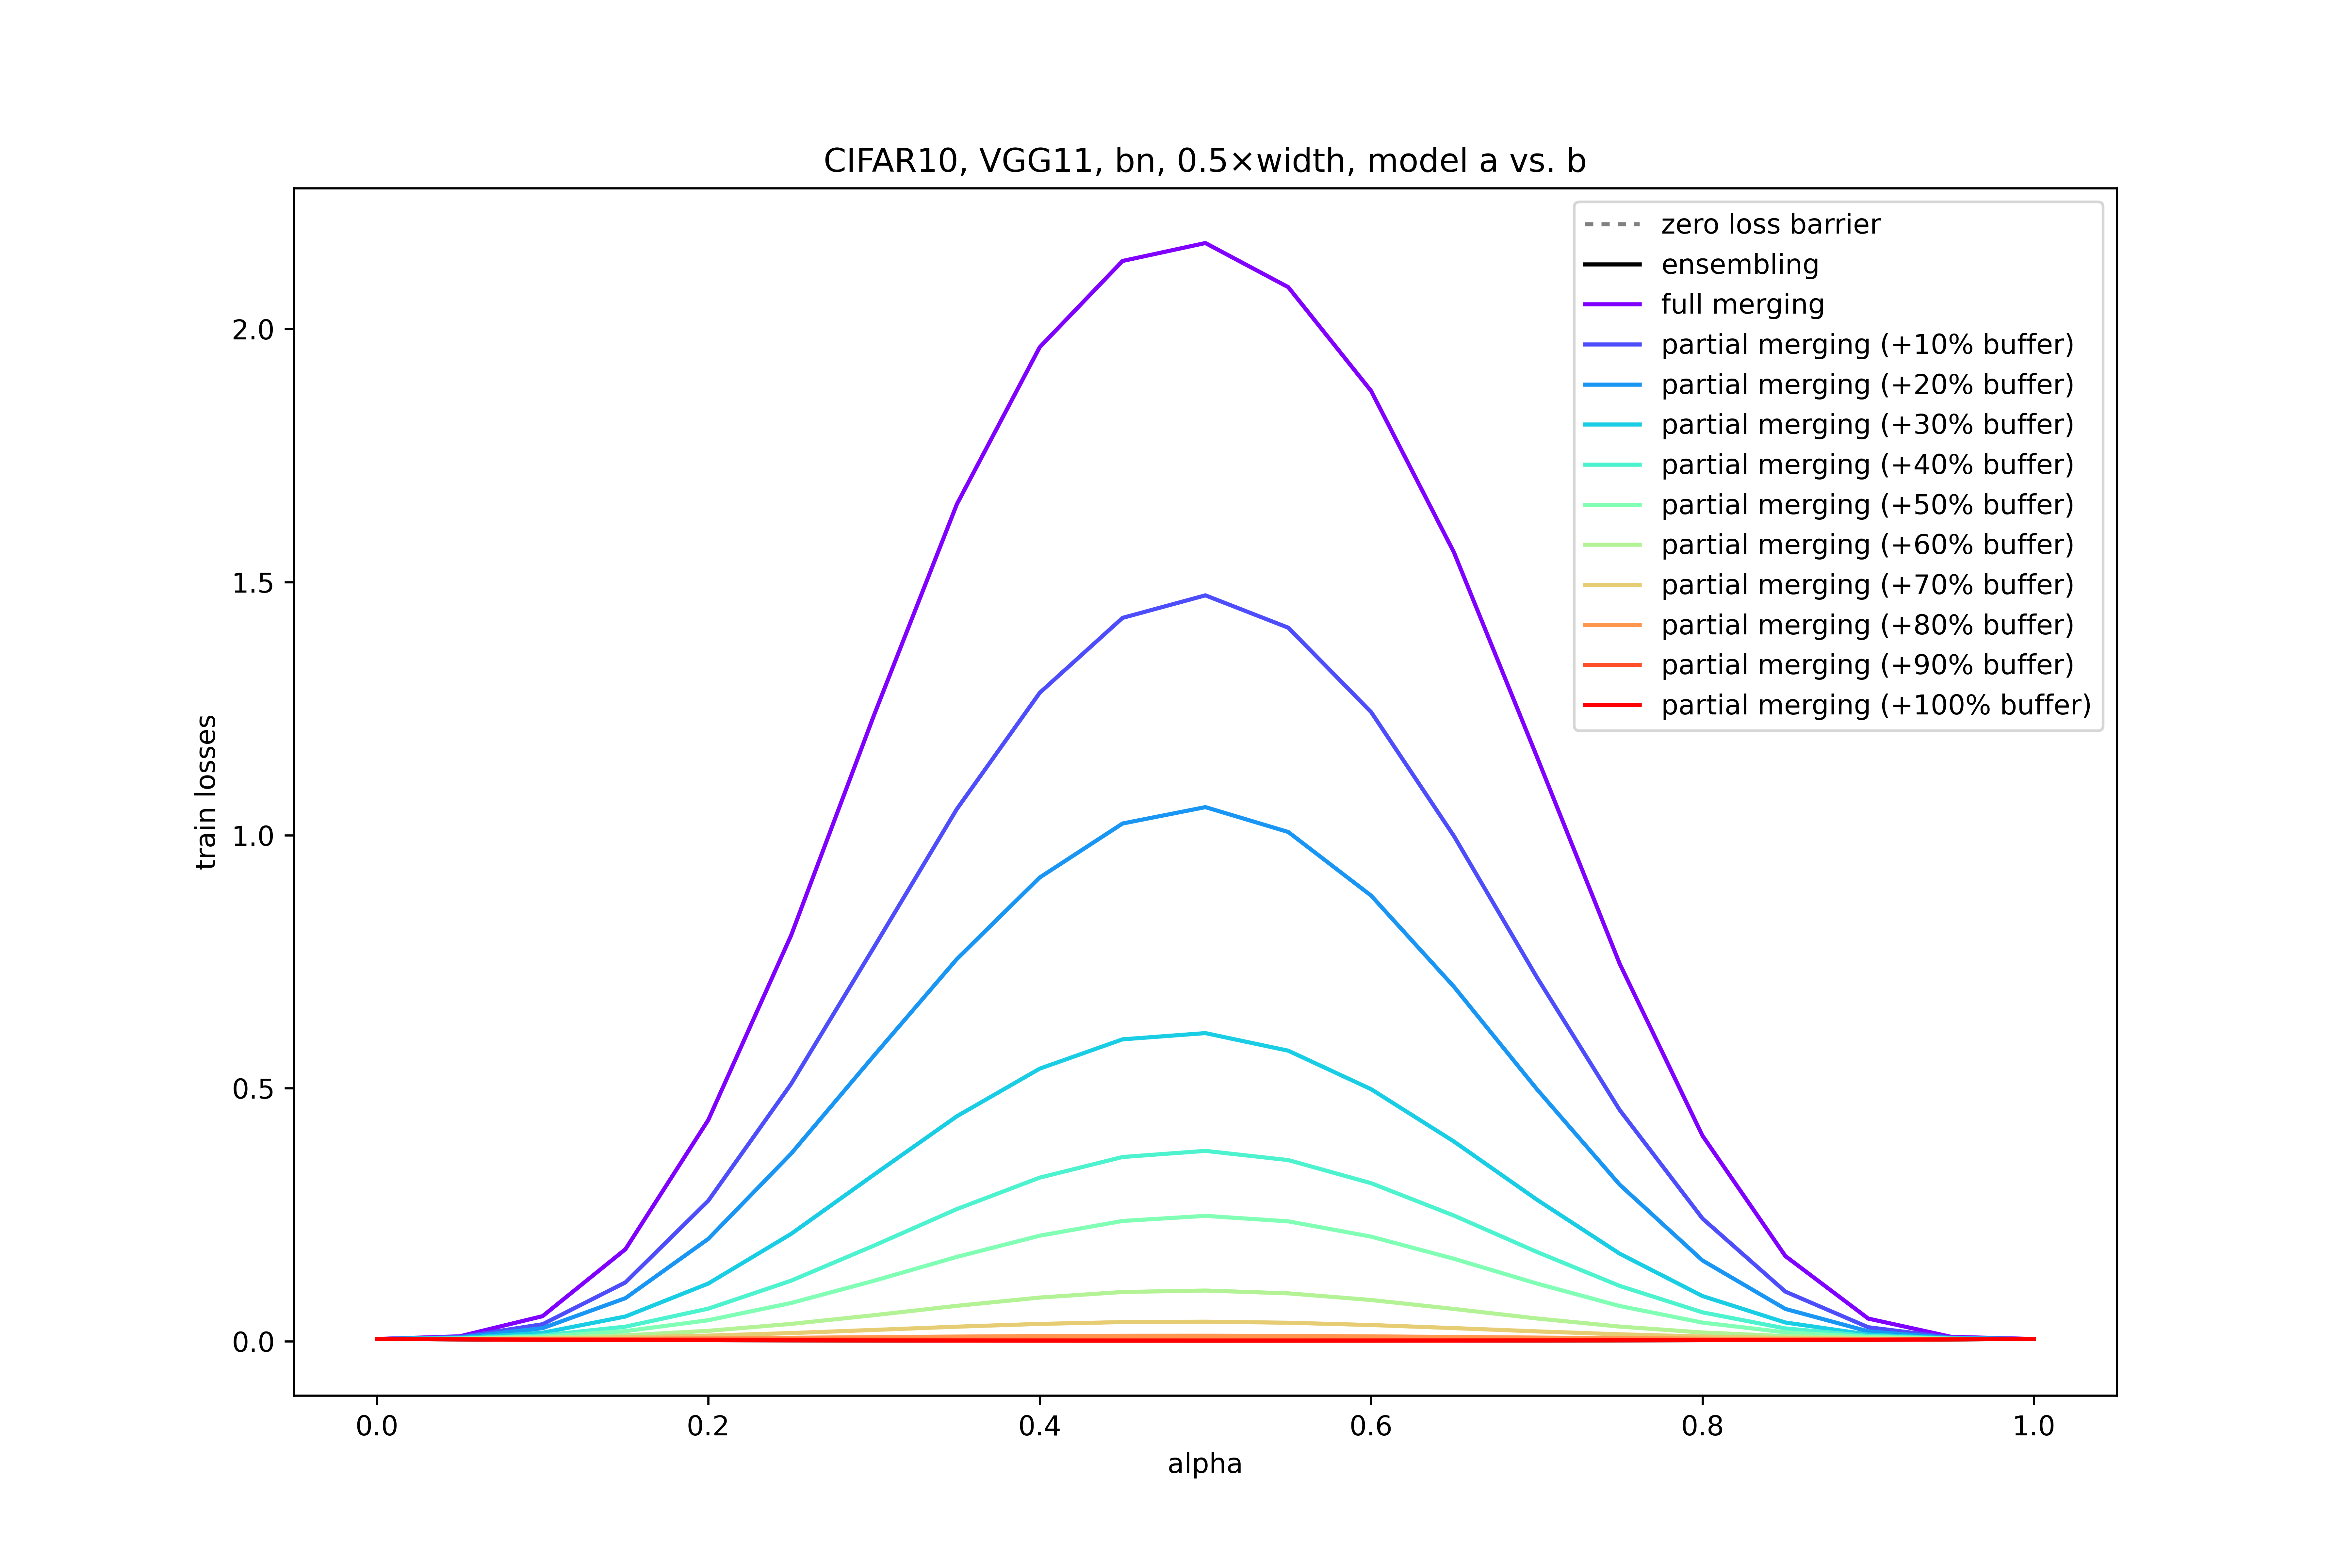 CIFAR10, VGG11, bn, 0.5×width, model a vs. b
zero loss barrier
ensembling
full merging
partial merging (+10% buffer)
partial merging (+20% buffer)
partial merging (+30% buffer)
partial merging (+40% buffer)
partial merging (+50% buffer)
partial merging (+60% buffer)
partial merging (+70% buffer)
partial merging (+80% buffer)
partial merging (+90% buffer)
partial merging (+100% buffer)
train losses
2.0
1.5
1.0
0.5
0.0
0.0 0.2 0.4 0.6 0.8 1.0
alpha